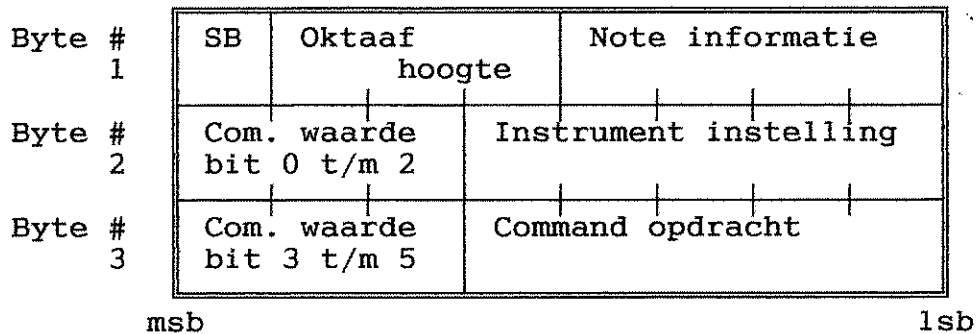 Byte # SB Oktaaf Note informatie
1 hoogte
Byte # Com. waarde Instrument instelling
2 bit 0 t/m 2
Byte # Com. waarde Command opdracht
3 bit 3 t/m 5
msb lsb